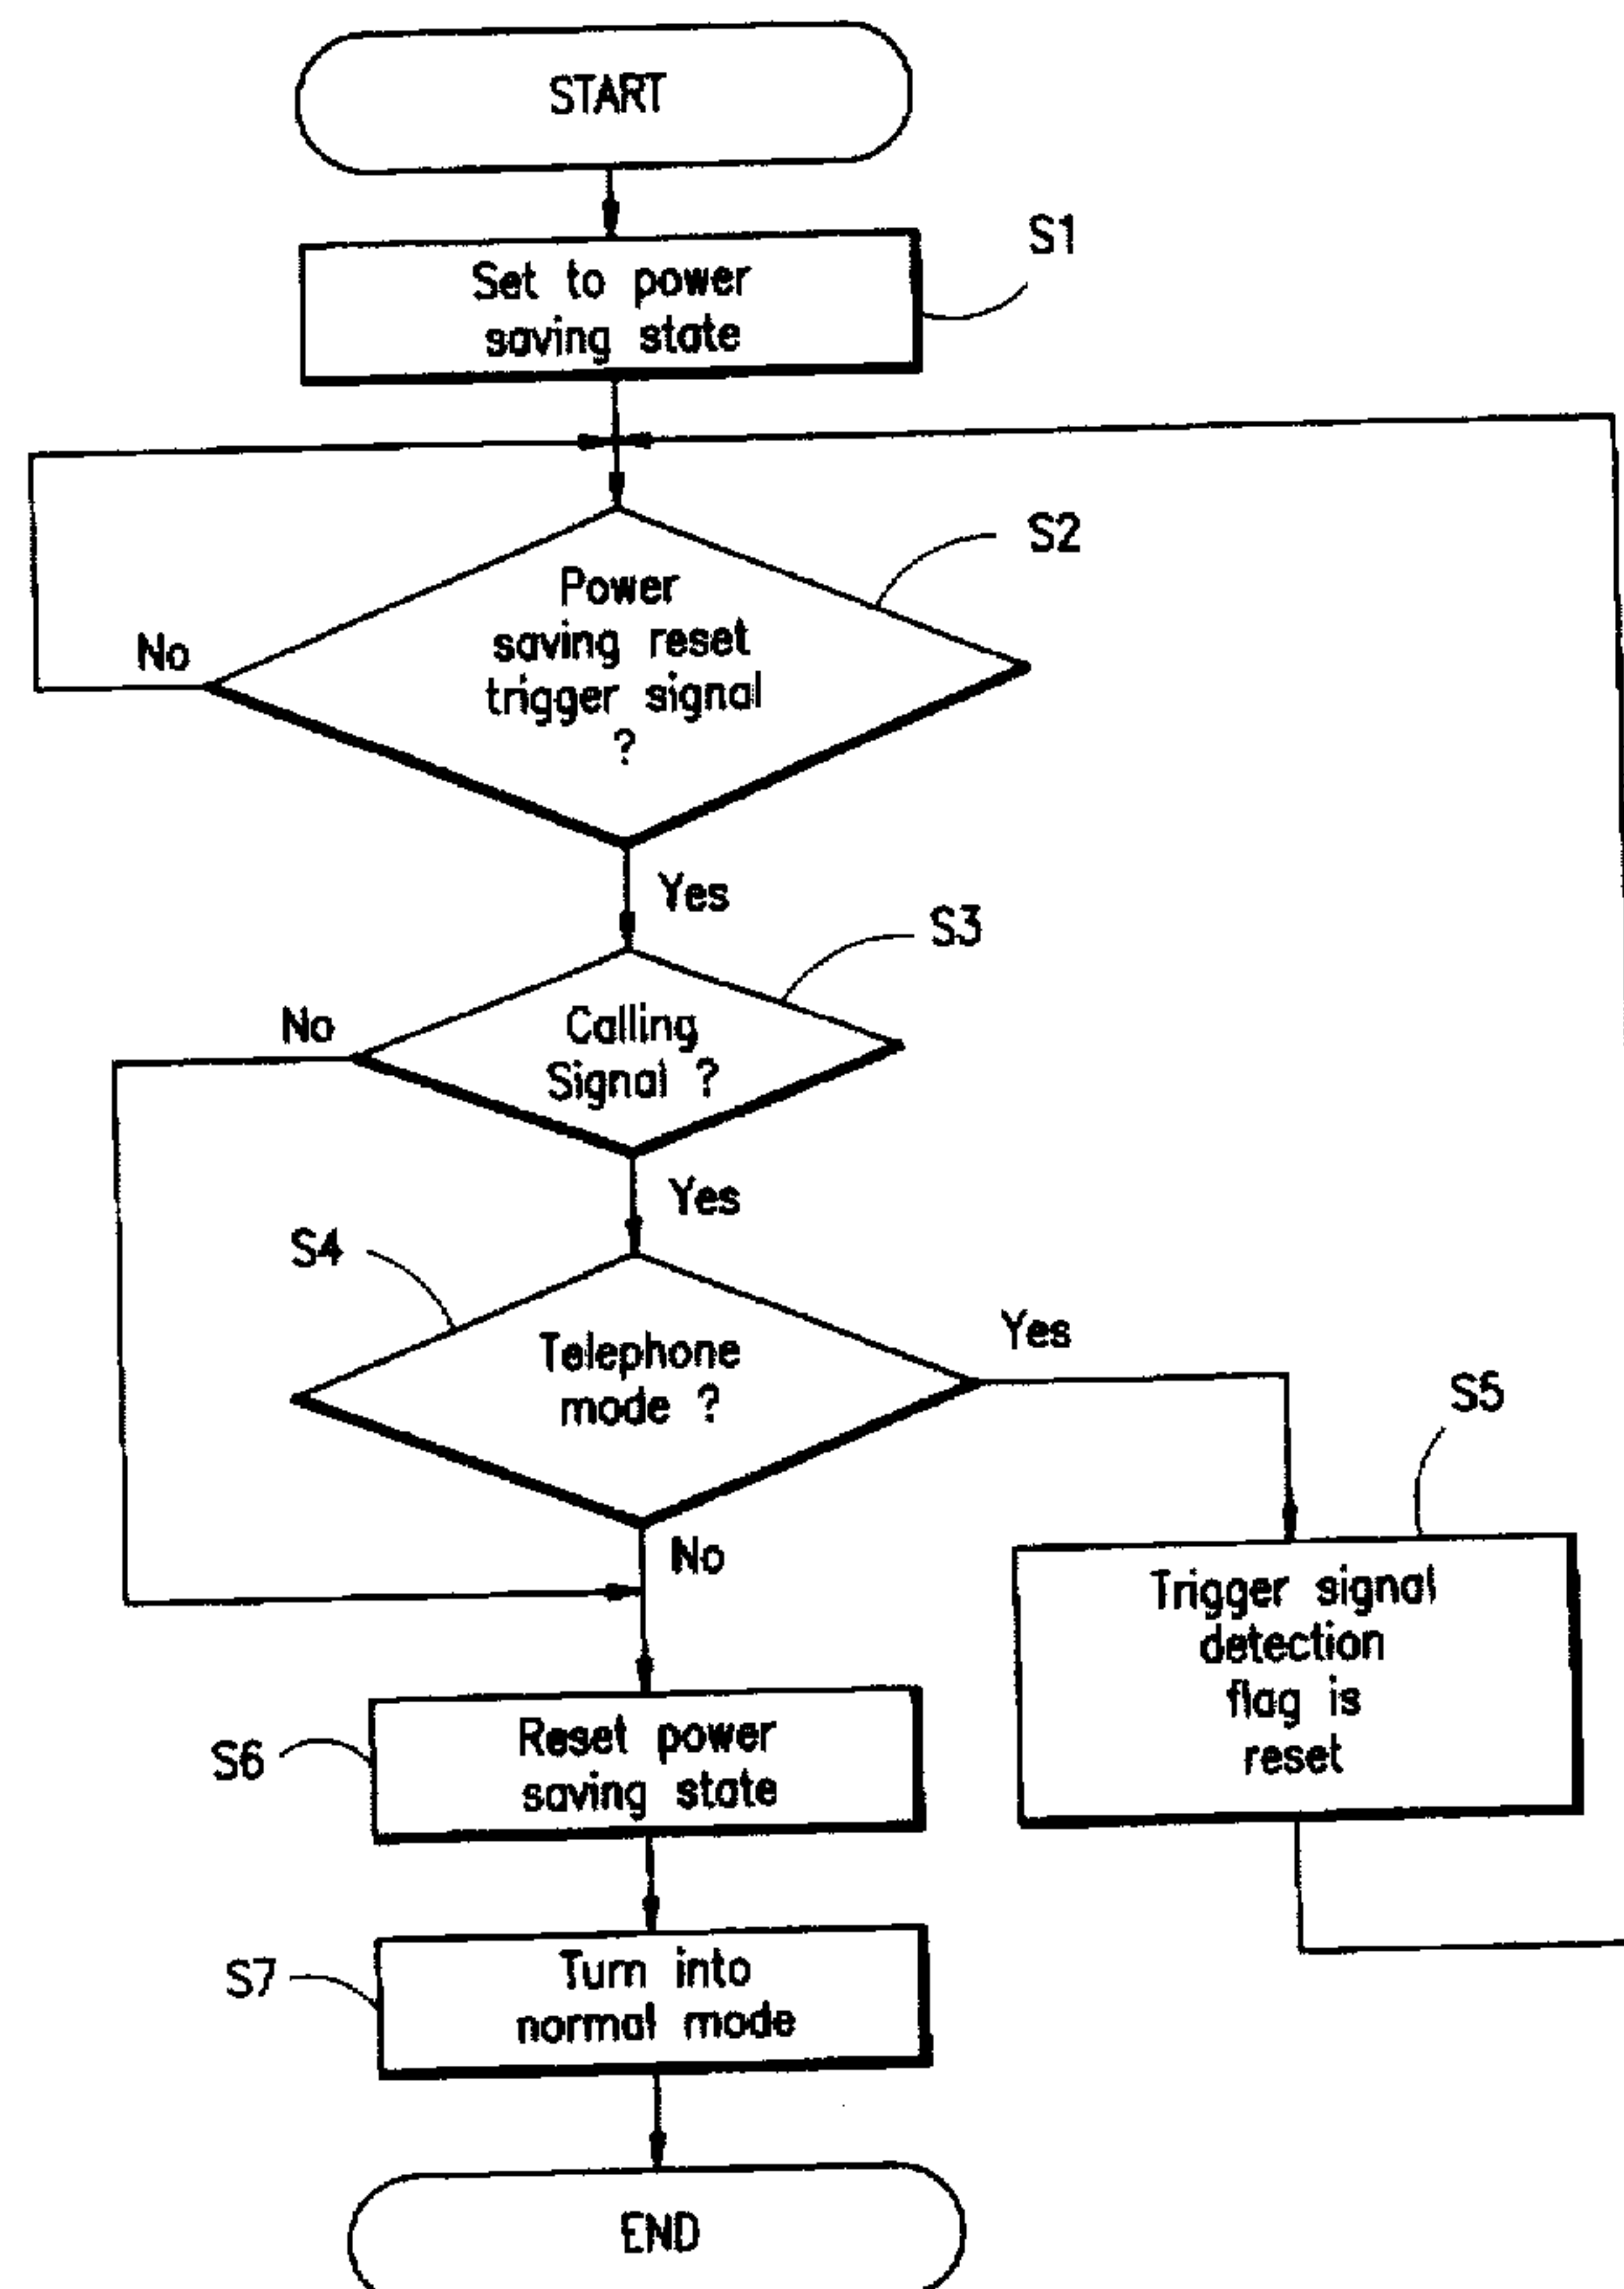 START
S1
Set to power
saving state
S2
Power
saving reset
trigger signal
?
No
Yes
S3
No
Calling
Signal ?
Yes
S4
Telephone
mode ?
Yes
S5
No
Trigger signal
detection
flag is
reset
S6
Reset power
saving state
S7
Turn into
normal mode
END